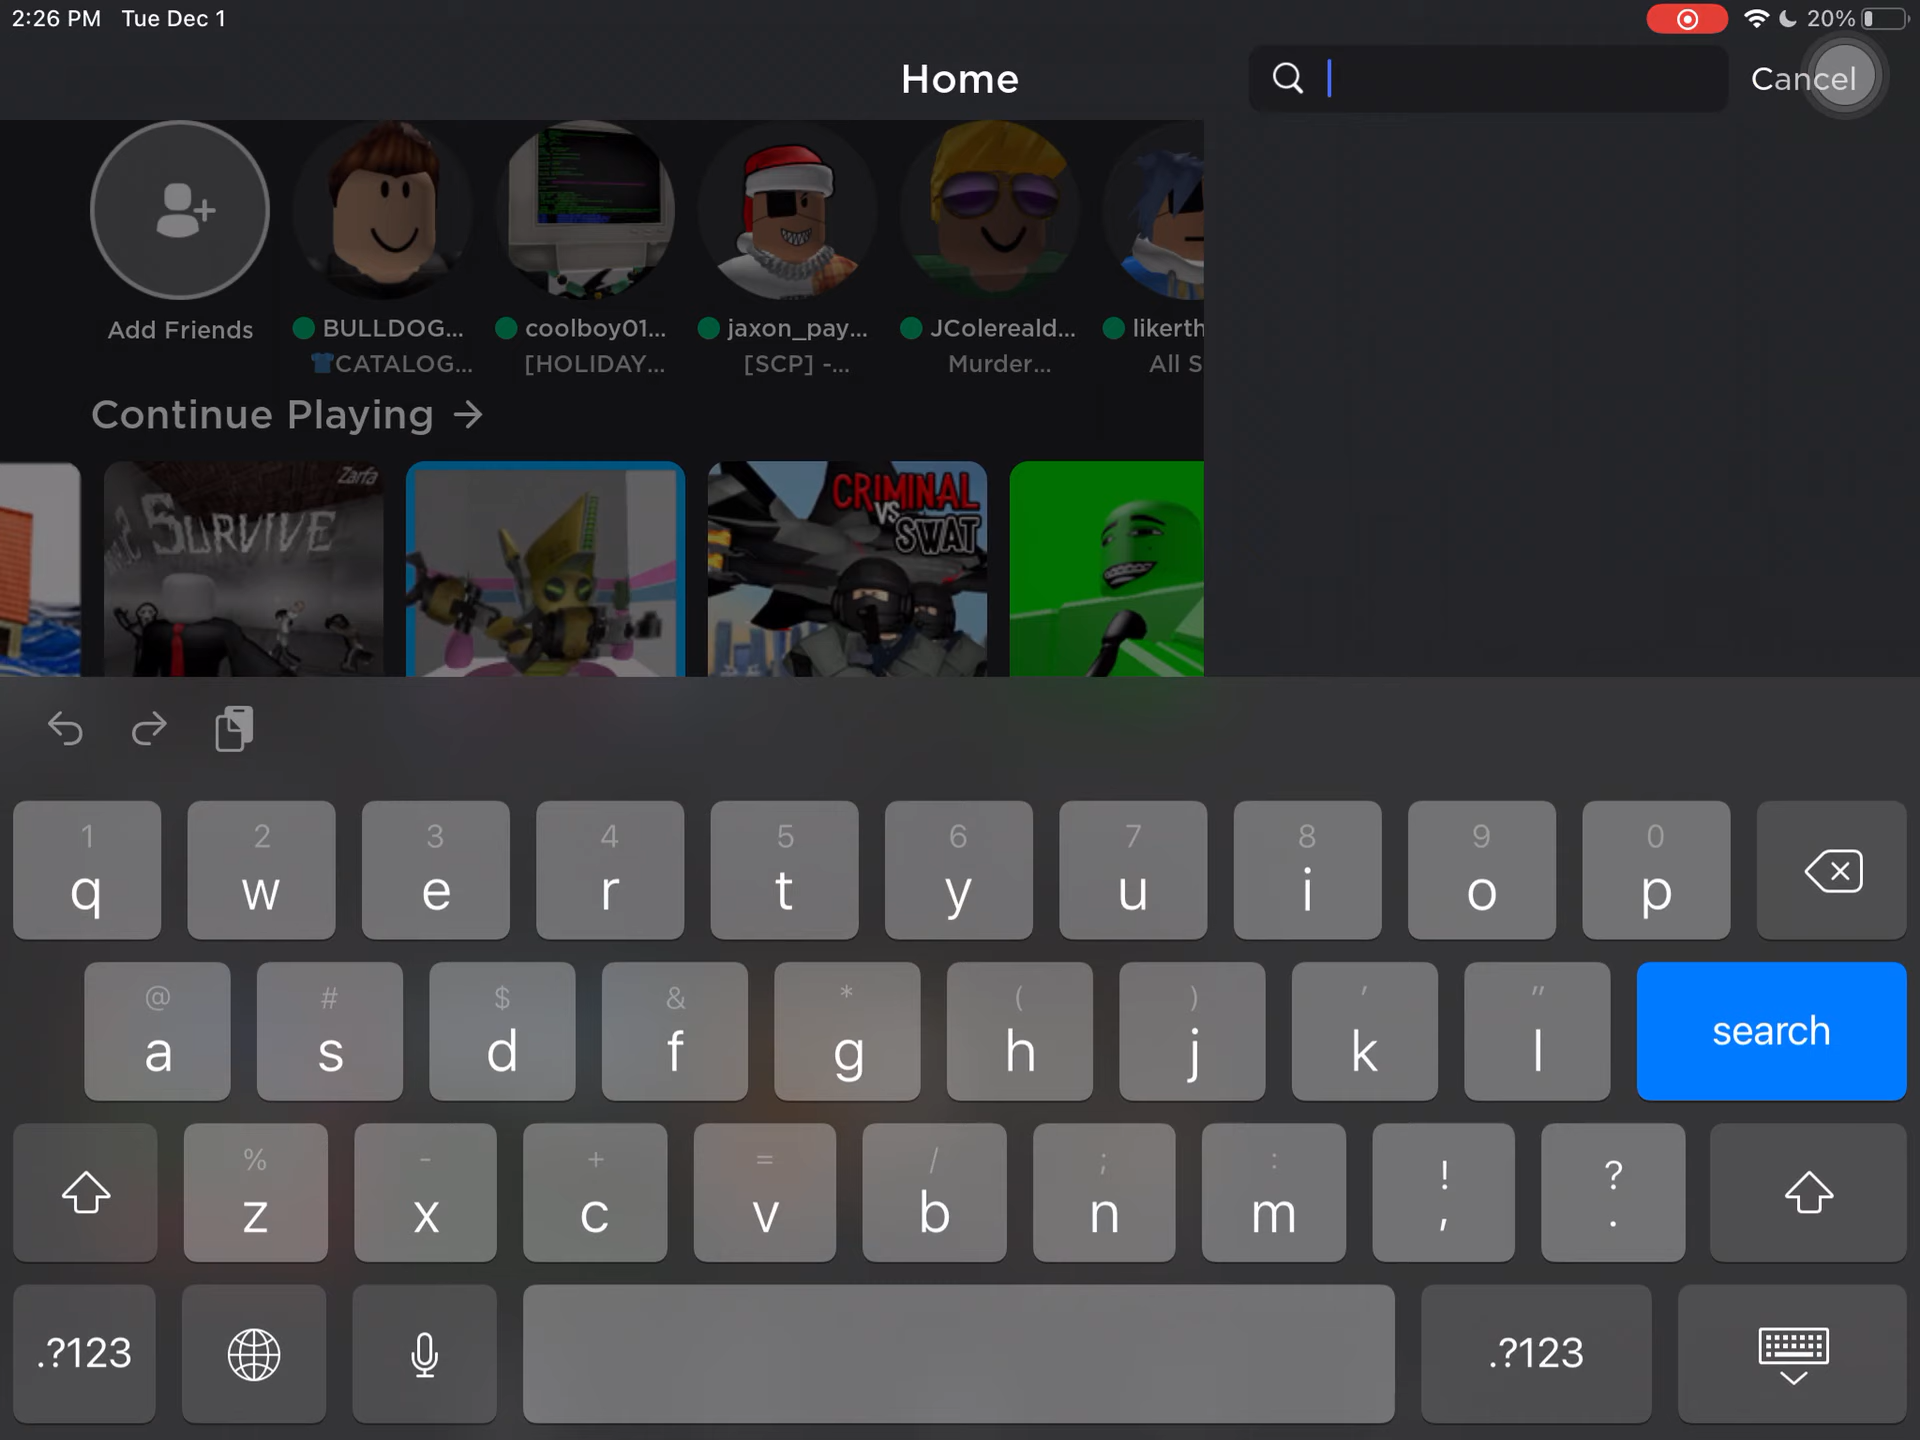 2:26 PM Tue Dec 1
20%
Home
Cancel
Add Friends
BULLDOG...
coolboy01...
jaxon_pay...
JColereald...
likerth
CATALOG...
[HOLIDAY...
[SCP] -...
Murder...
All S
Continue Playing →
Zarfa
SURVIVE
CRIMINAL
VS
SWAT
1 2 3 4 5 6 7 8 9 0
q w e r t y u i o p
@ # $ & * ( ) ' "
a s d f g h j k l search
% - + = / ; : ! ?
z x c v b n m , .
.?123 .?123